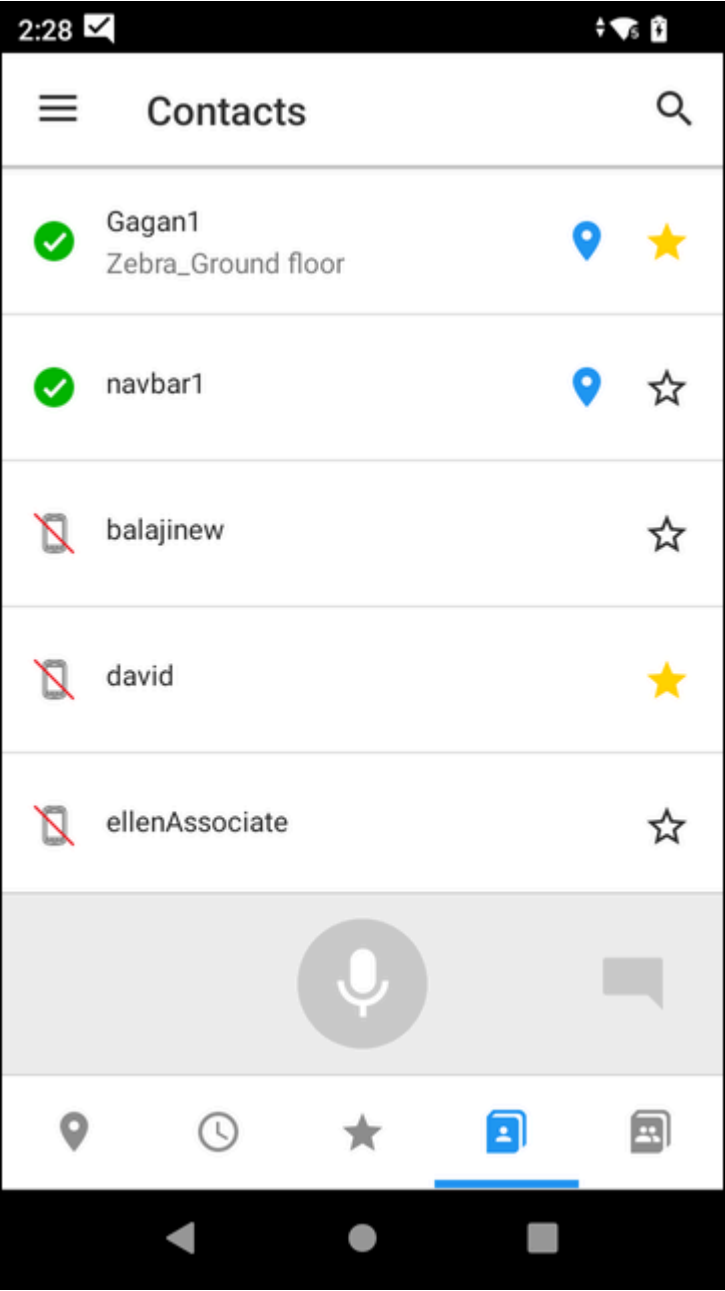 2:28
Contacts
Gagan1
Zebra_Ground floor
navbar1
balajinew
david
ellenAssociate